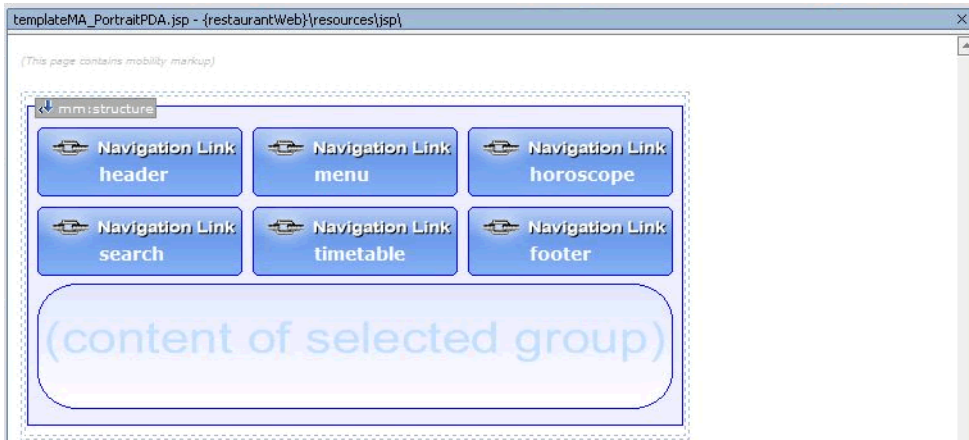 templateMA_PortraitPDA.jsp - {restaurantWeb}\resources\jsp\
(This page contains mobility markup)
mm:structure
Navigation Link Navigation Link Navigation Link
header menu horoscope
Navigation Link Navigation Link Navigation Link
search timetable footer
(content of selected group)